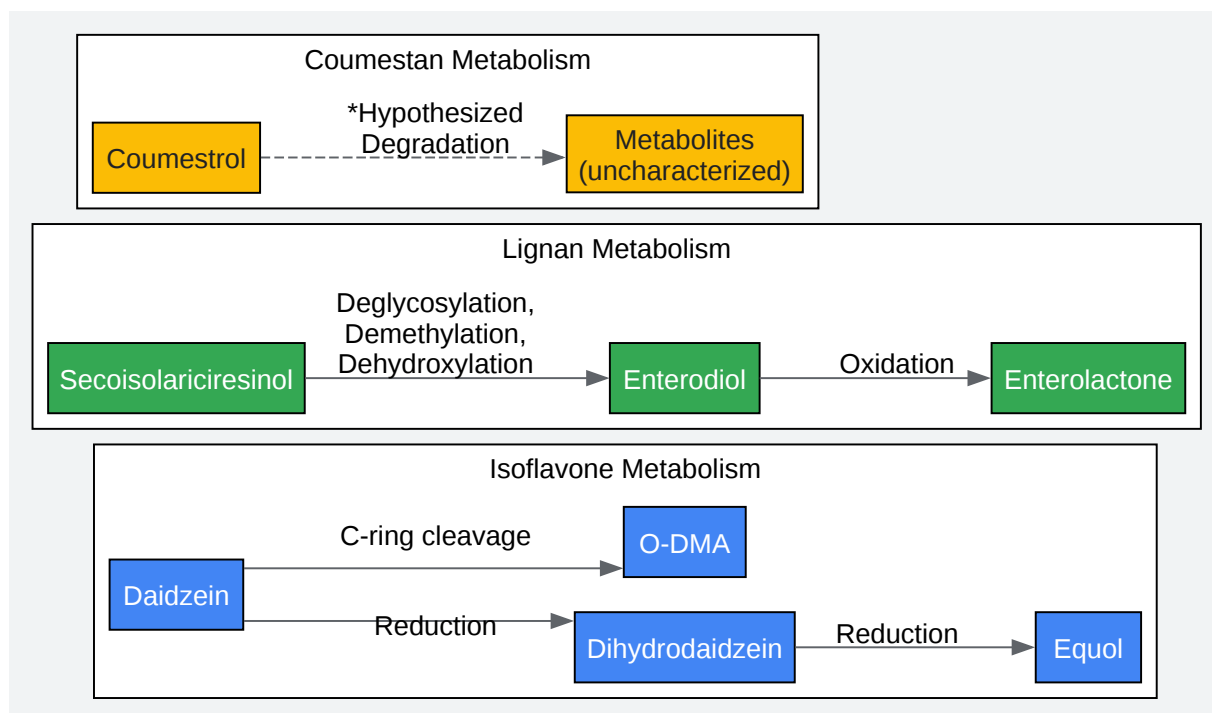 Coumestan Metabolism
*Hypothesized
Degradation
Coumestrol
Metabolites
(uncharacterized)
Lignan Metabolism
Deglycosylation,
Demethylation,
Dehydroxylation
Secoisolariciresinol
Enterodiol
Oxidation
Enterolactone
Isoflavone Metabolism
C-ring cleavage
O-DMA
Daidzein
Reduction
Dihydrodaidzein
Reduction
Equol